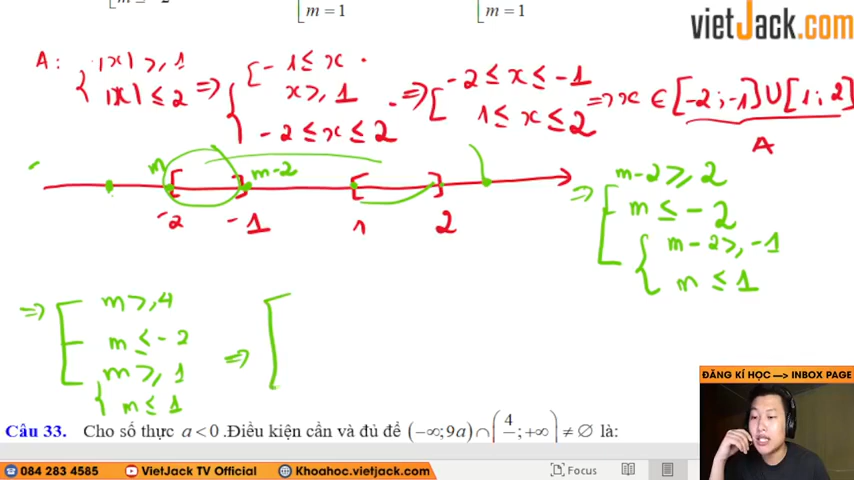 m = 1
m = 1
vietJack.com
A: { |x| ≥ 1 ; |x| ≤ 2 => { [ -1 ≤ x ; x ≥ 1 ; -2 ≤ x ≤ 2 => [ -2 ≤ x ≤ -1 ; 1 ≤ x ≤ 2 => x ∈ [-2;-1] ∪ [1;2]
A
m
m-2
-2
-1
1
2
=> [ m-2 ≥ 2
m ≤ -2
{ m-2 ≥ -1
m ≤ 1
=> [ m ≥ 4
m ≤ -2
{ m ≥ 1
m ≤ 1
=> [
Câu 33. Cho số thực a<0.Điều kiện cần và đủ để (-∞;9a)∩(4/ ;+∞)≠∅ là:
ĐĂNG KÍ HỌC —> INBOX PAGE
084 283 4585 VietJack TV Official Khoahoc.vietjack.com
Focus